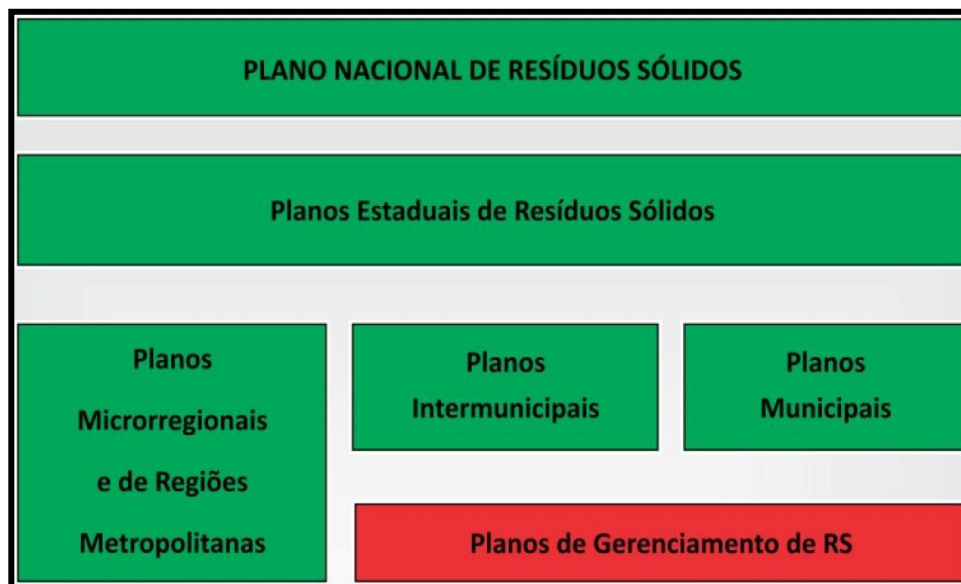 PLANO NACIONAL DE RESÍDUOS SÓLIDOS
Planos Estaduais de Resíduos Sólidos
Planos
Microrregionais
e de Regiões
Metropolitanas
Planos
Intermunicipais
Planos
Municipais
Planos de Gerenciamento de RS